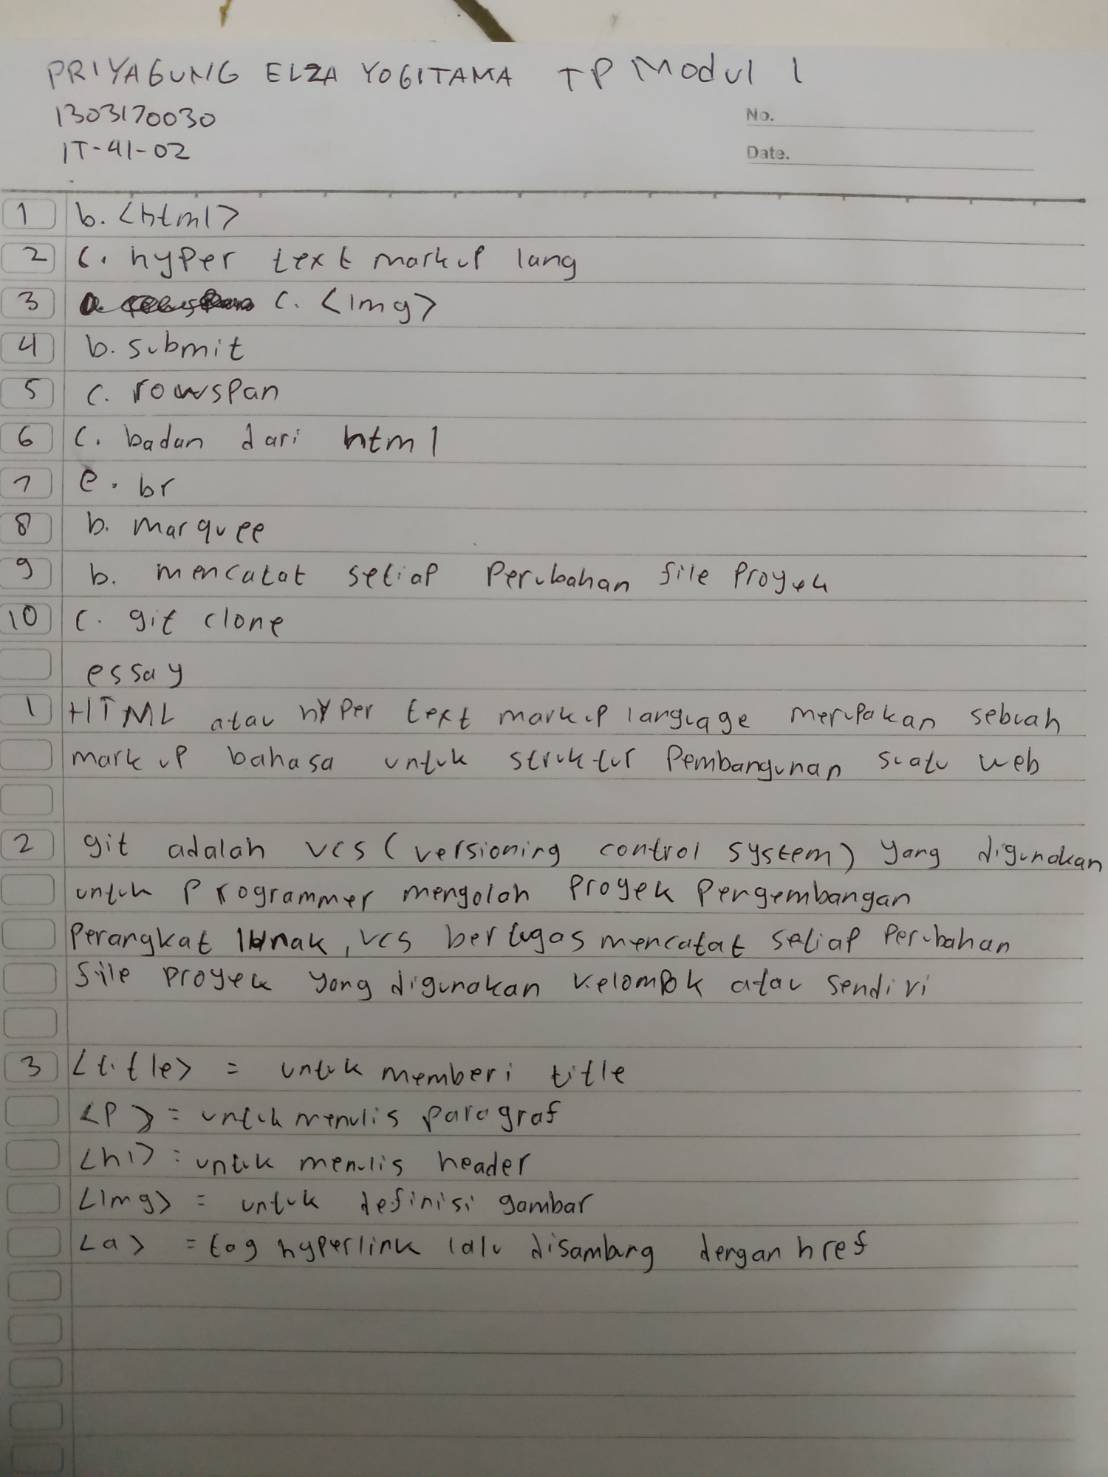 PRIYAGUNG ELZA YOGITAMA TP Modul 1
1303170030
IT-41-02
No.
Date.
1 b. <html>
2 C. hyper text markup lang
3 C. <img>
4 b. submit
5 C. rowspan
6 C. badan dari html
7 e. br
8 b. marquee
9 b. mencatat setiap perubahan file proyek
10 C. git clone
essay
1 HTML atau hyper text markup language merupakan sebuah
markup bahasa untuk struktur pembangunan suatu web
2 git adalah vcs (versioning control system) yang digunakan
untuk programmer mengolah proyek pengembangan
perangkat lunak, vcs bertugas mencatat setiap perubahan
file proyek yang digunakan kelompok atau sendiri
3 <title> = untuk memberi title
<p> = untuk menulis paragraf
<h1> = untuk menulis header
<img> = untuk definisi gambar
<a> = tag hyperlink lalu disambung dengan href